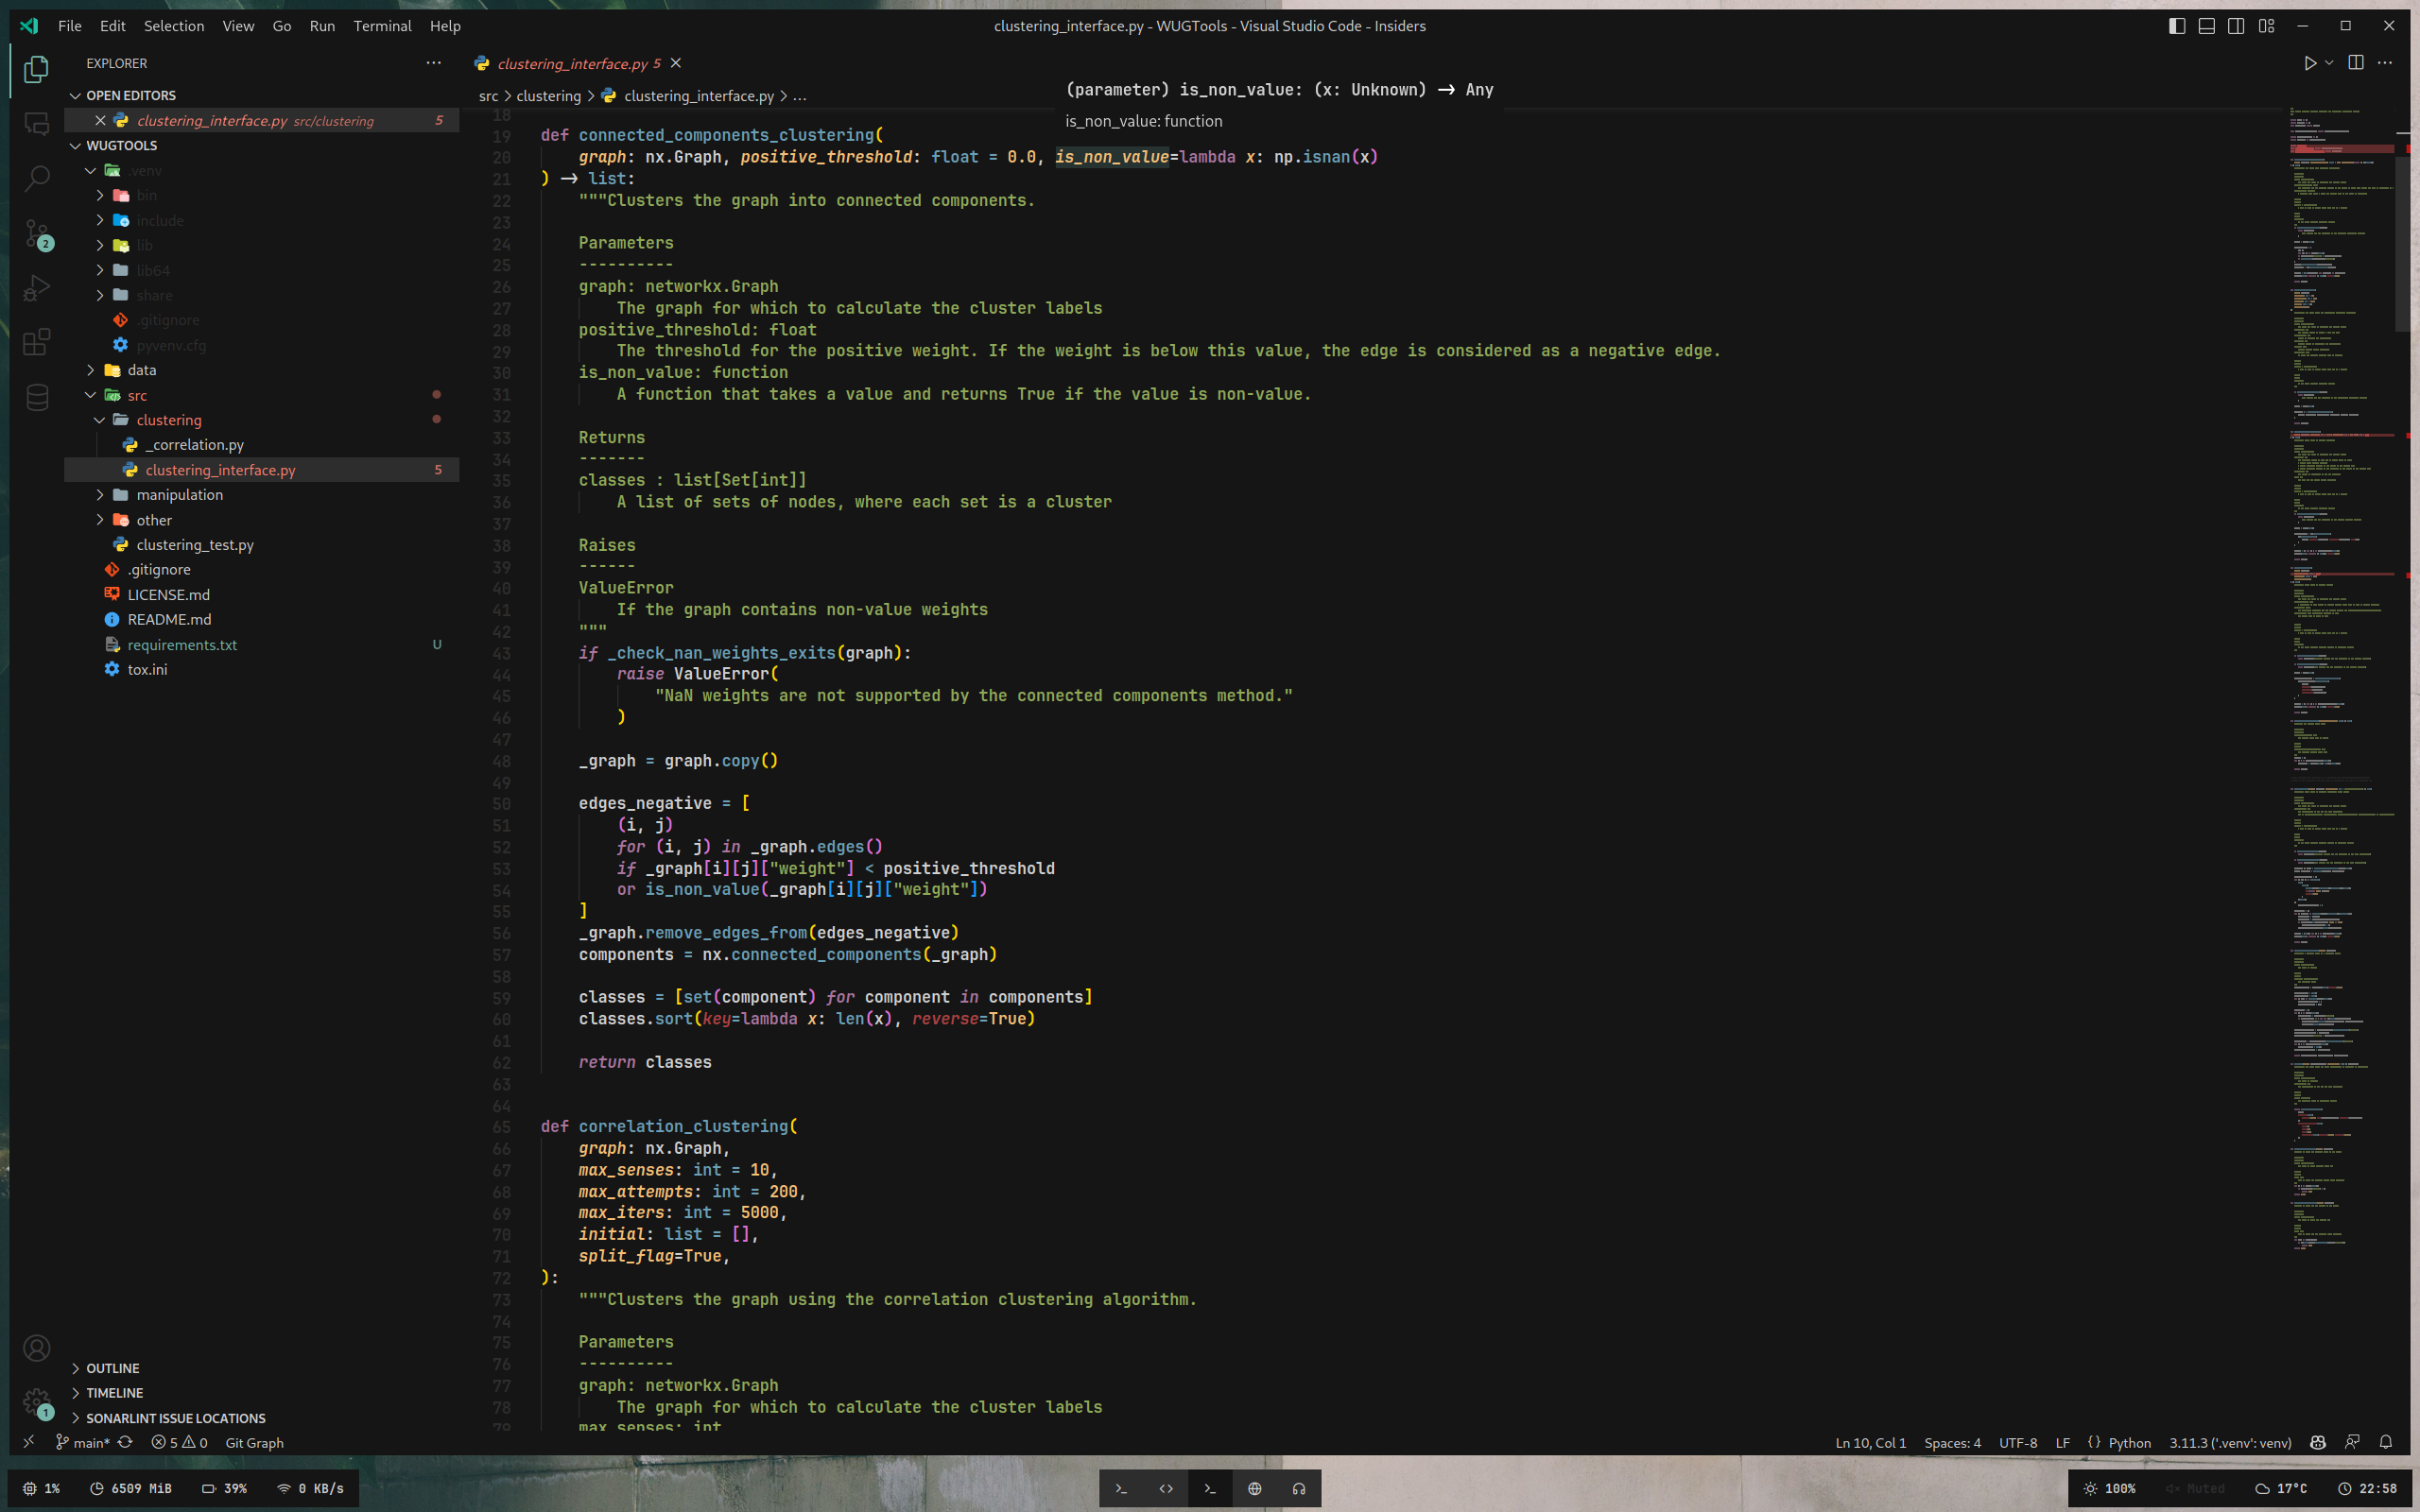 File Edit Selection View Go Run Terminal Help
clustering_interface.py - WUGTools - Visual Studio Code - Insiders
EXPLORER
OPEN EDITORS
clustering_interface.py src/clustering 5
WUGTOOLS
.venv
bin
include
lib
lib64
share
.gitignore
pyvenv.cfg
data
src
clustering
_correlation.py
clustering_interface.py 5
manipulation
other
clustering_test.py
.gitignore
LICENSE.md
README.md
requirements.txt U
tox.ini
OUTLINE
TIMELINE
SONARLINT ISSUE LOCATIONS
2
1
clustering_interface.py 5
src > clustering > clustering_interface.py > ...
(parameter) is_non_value: (x: Unknown) -> Any
is_non_value: function
18
19 def connected_components_clustering(
20 graph: nx.Graph, positive_threshold: float = 0.0, is_non_value=lambda x: np.isnan(x)
21 ) -> list:
22 """Clusters the graph into connected components.
23
24 Parameters
25 ----------
26 graph: networkx.Graph
27 The graph for which to calculate the cluster labels
28 positive_threshold: float
29 The threshold for the positive weight. If the weight is below this value, the edge is considered as a negative edge.
30 is_non_value: function
31 A function that takes a value and returns True if the value is non-value.
32
33 Returns
34 -------
35 classes : list[Set[int]]
36 A list of sets of nodes, where each set is a cluster
37
38 Raises
39 ------
40 ValueError
41 If the graph contains non-value weights
42 """
43 if _check_nan_weights_exits(graph):
44 raise ValueError(
45 "NaN weights are not supported by the connected components method."
46 )
47
48 _graph = graph.copy()
49
50 edges_negative = [
51 (i, j)
52 for (i, j) in _graph.edges()
53 if _graph[i][j]["weight"] < positive_threshold
54 or is_non_value(_graph[i][j]["weight"])
55 ]
56 _graph.remove_edges_from(edges_negative)
57 components = nx.connected_components(_graph)
58
59 classes = [set(component) for component in components]
60 classes.sort(key=lambda x: len(x), reverse=True)
61
62 return classes
63
64
65 def correlation_clustering(
66 graph: nx.Graph,
67 max_senses: int = 10,
68 max_attempts: int = 200,
69 max_iters: int = 5000,
70 initial: list = [],
71 split_flag=True,
72 ):
73 """Clusters the graph using the correlation clustering algorithm.
74
75 Parameters
76 ----------
77 graph: networkx.Graph
78 The graph for which to calculate the cluster labels
79 max_senses: int
main* 5 0 Git Graph
Ln 10, Col 1 Spaces: 4 UTF-8 LF {} Python 3.11.3 ('.venv': venv)
1% 6509 MiB 39% 0 KB/s
100% Muted 17°C 22:58